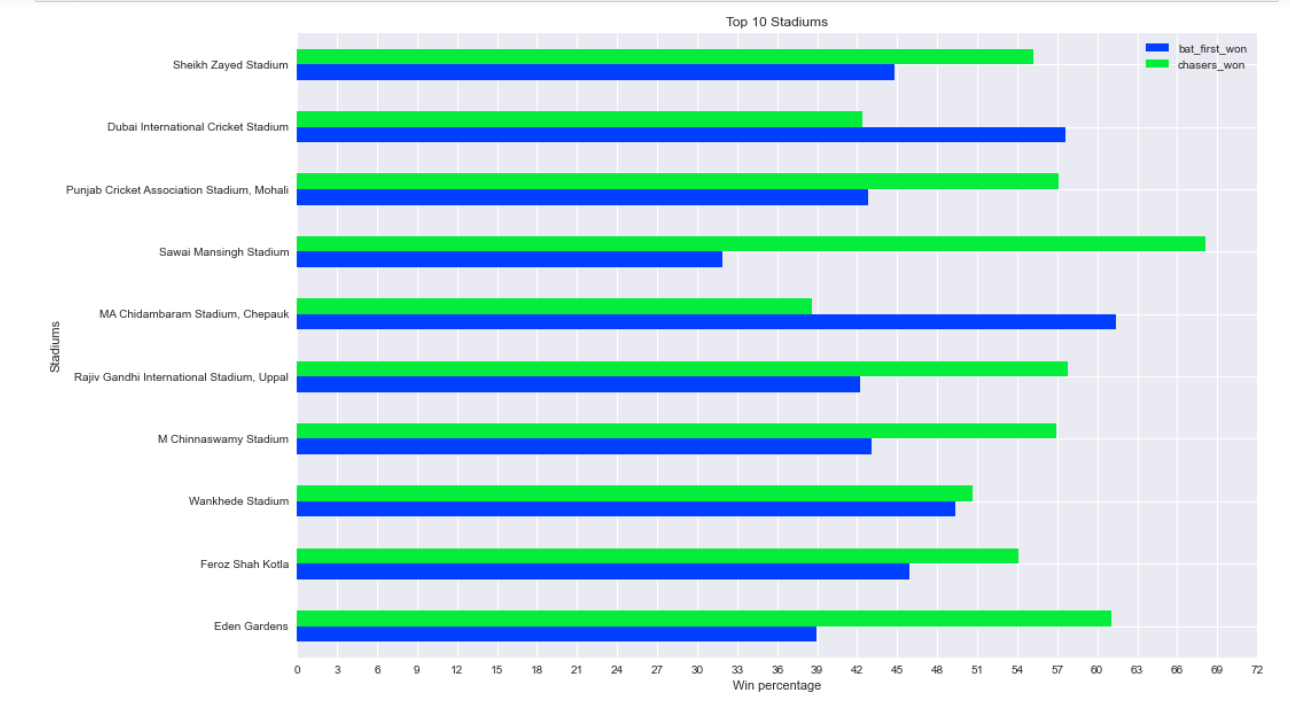 Top 10 Stadiums
bat_first_won
chasers_won
Sheikh Zayed Stadium
Dubai International Cricket Stadium
Punjab Cricket Association Stadium, Mohali
Sawai Mansingh Stadium
MA Chidambaram Stadium, Chepauk
Stadiums
Rajiv Gandhi International Stadium, Uppal
M Chinnaswamy Stadium
Wankhede Stadium
Feroz Shah Kotla
Eden Gardens
0 3 6 9 12 15 18 21 24 27 30 33 36 39 42 45 48 51 54 57 60 63 66 69 72
Win percentage